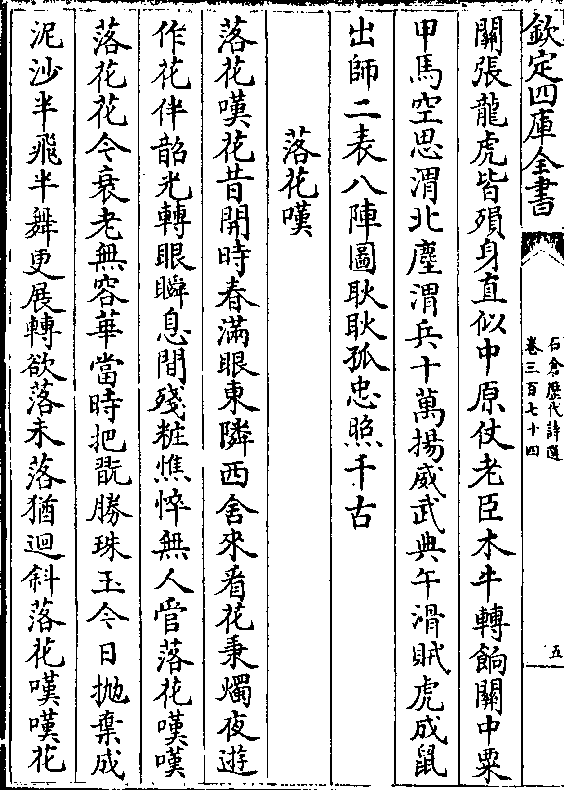 欽定四庫全書
石倉歷代詩選
卷三百七十四
五
關張龍虎皆殞身直似中原仗老臣木牛轉餉關中粟
甲馬空思渭北塵渭兵十萬揚威武典午滑賊虎成鼠
出師二表八陣圖耿耿孤忠照千古
落花嘆
落花嘆花昔開時春滿眼東隣西舍來看花秉燭夜遊
作花伴韶光轉眼瞬息間殘粧憔悴無人管落花嘆嘆
落花花今衰老無容華當時把翫勝珠玉今日拋棄成
泥沙半飛半舞更展轉欲落未落猶迴斜落花嘆嘆花